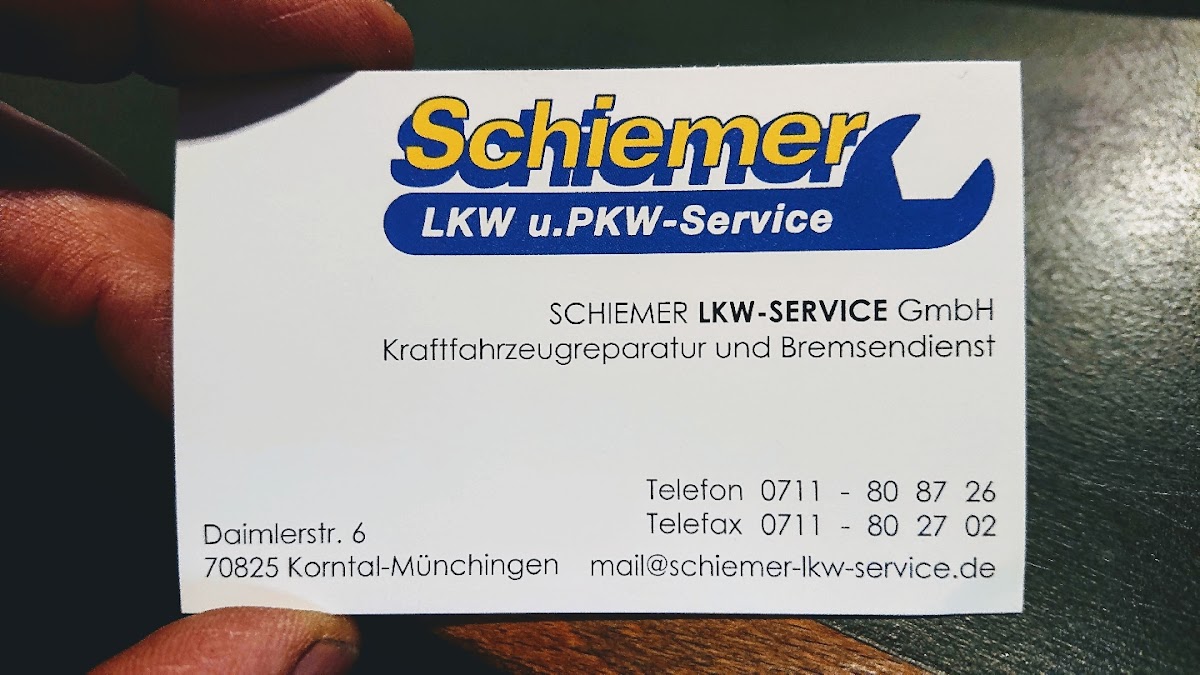 Schiemer
LKW u.PKW-Service
SCHIEMER LKW-SERVICE GmbH
Kraftfahrzeugreparatur und Bremsendienst
Telefon 0711 - 80 87 26
Telefax 0711 - 80 27 02
Daimlerstr. 6
70825 Korntal-Münchingen mail@schiemer-lkw-service.de